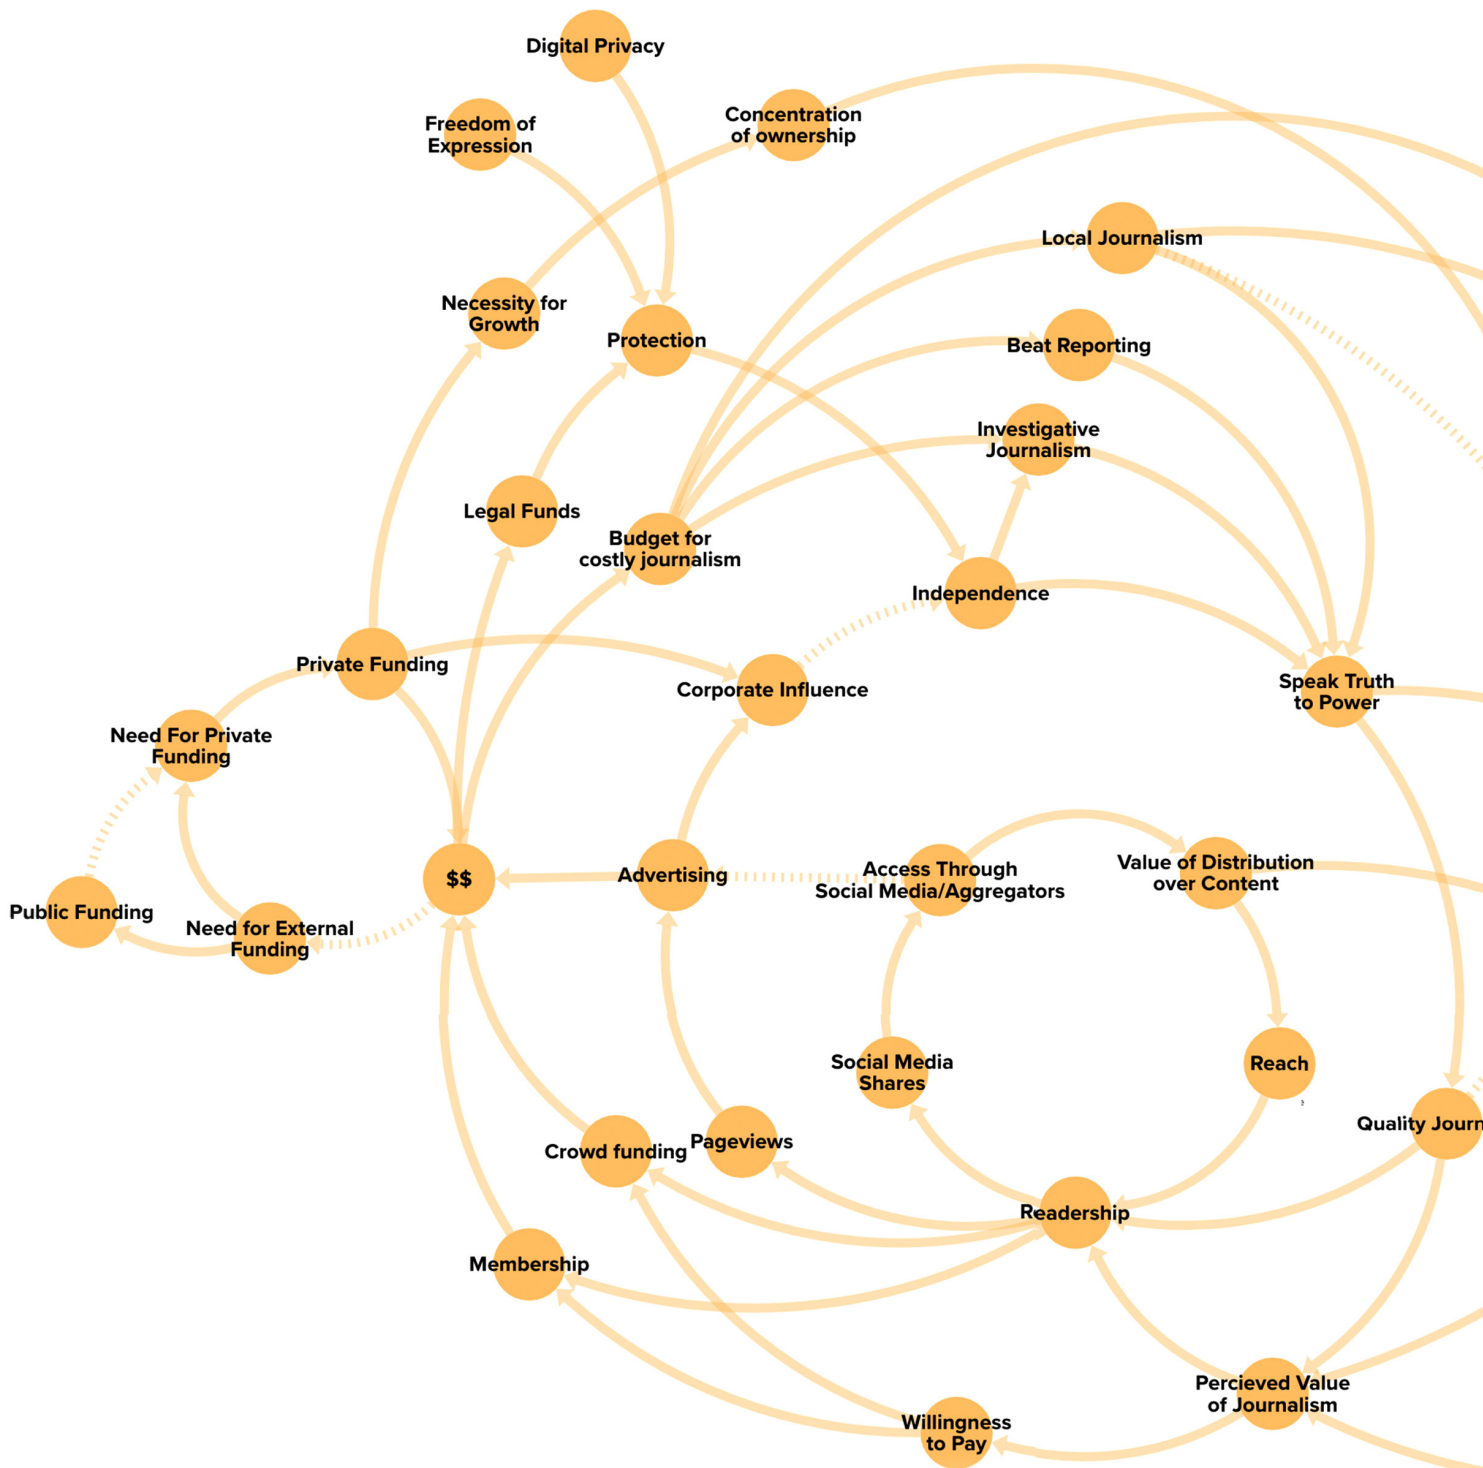 Digital Privacy
Freedom of
Expression
Concentration
of ownership
Local Journalism
Necessity for
Growth
Protection
Beat Reporting
Investigative
Journalism
Legal Funds
Budget for
costly journalism
Independence
Private Funding
Corporate Influence
Speak Truth
to Power
Need For Private
Funding
$$
Advertising
Access Through
Social Media/Aggregators
Value of Distribution
over Content
Public Funding
Need for External
Funding
Social Media
Shares
Reach
Quality Journ
Crowd funding
Pageviews
Readership
Membership
Percieved Value
of Journalism
Willingness
to Pay